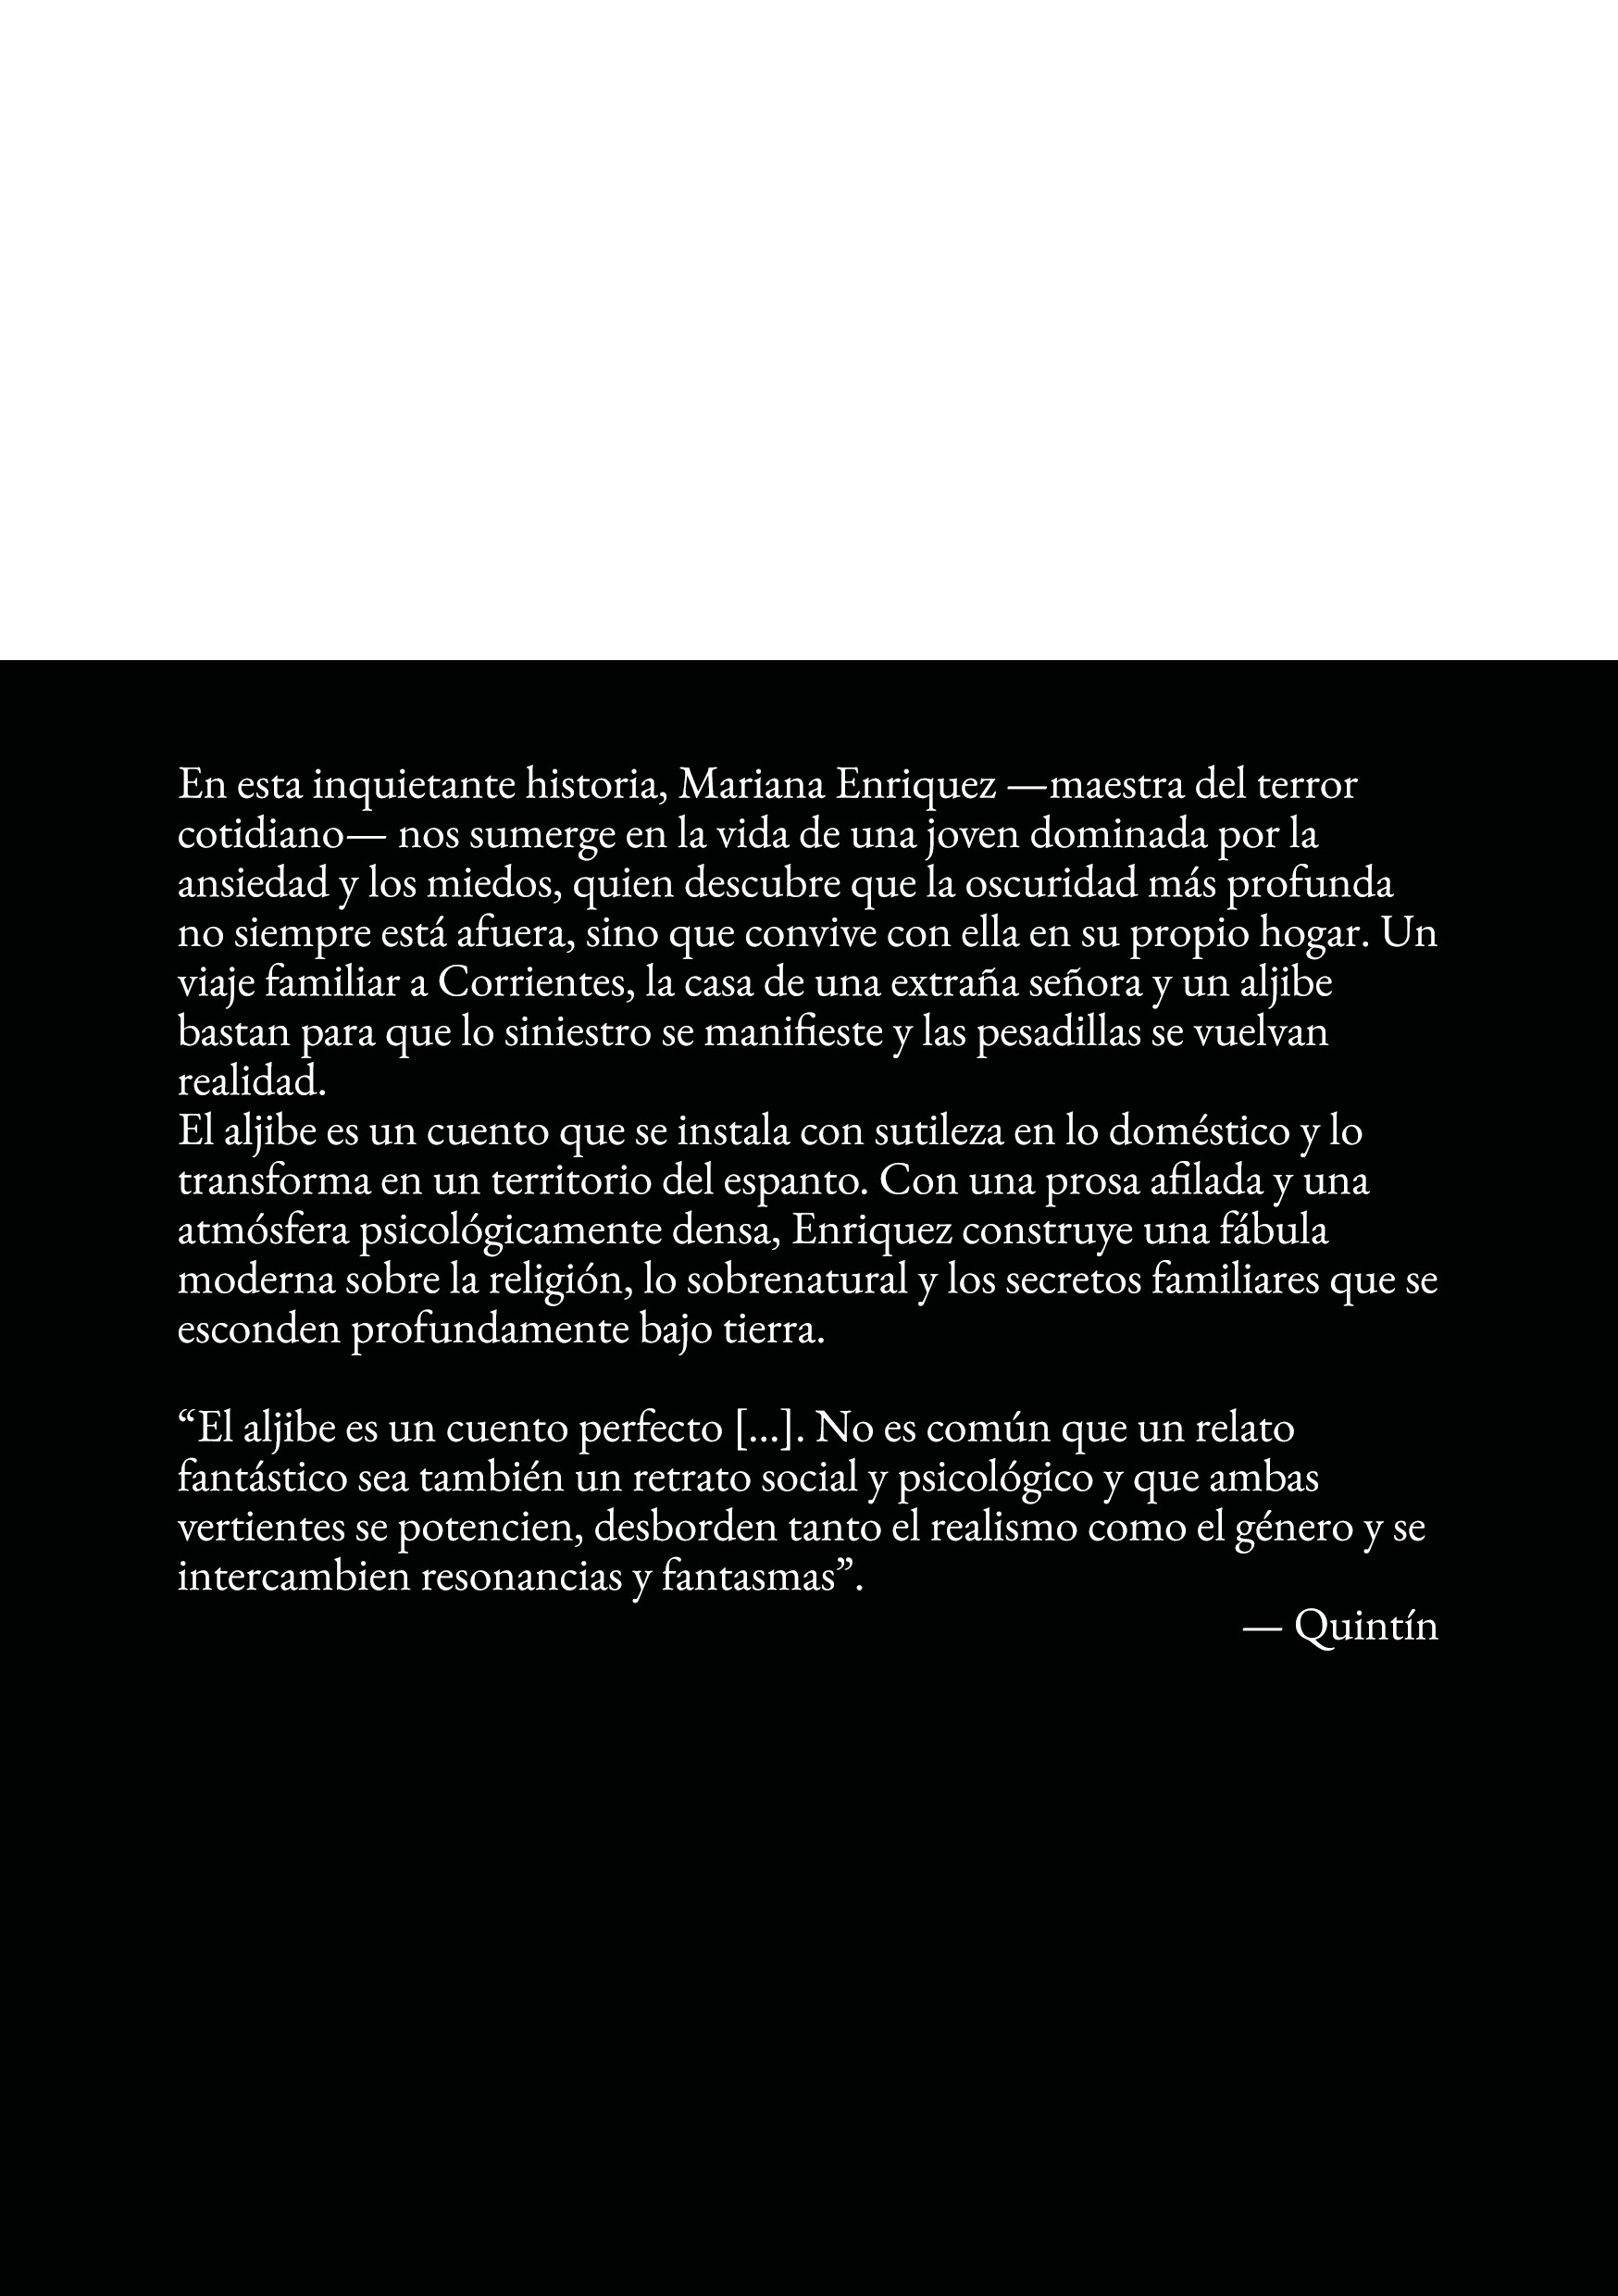 En esta inquietante historia, Mariana Enriquez —maestra del terror
cotidiano— nos sumerge en la vida de una joven dominada por la
ansiedad y los miedos, quien descubre que la oscuridad más profunda
no siempre está afuera, sino que convive con ella en su propio hogar. Un
viaje familiar a Corrientes, la casa de una extraña señora y un aljibe
bastan para que lo siniestro se manifieste y las pesadillas se vuelvan
realidad.
El aljibe es un cuento que se instala con sutileza en lo doméstico y lo
transforma en un territorio del espanto. Con una prosa afilada y una
atmósfera psicológicamente densa, Enriquez construye una fábula
moderna sobre la religión, lo sobrenatural y los secretos familiares que se
esconden profundamente bajo tierra.
“El aljibe es un cuento perfecto [...]. No es común que un relato
fantástico sea también un retrato social y psicológico y que ambas
vertientes se potencien, desborden tanto el realismo como el género y se
intercambien resonancias y fantasmas”.
— Quintín